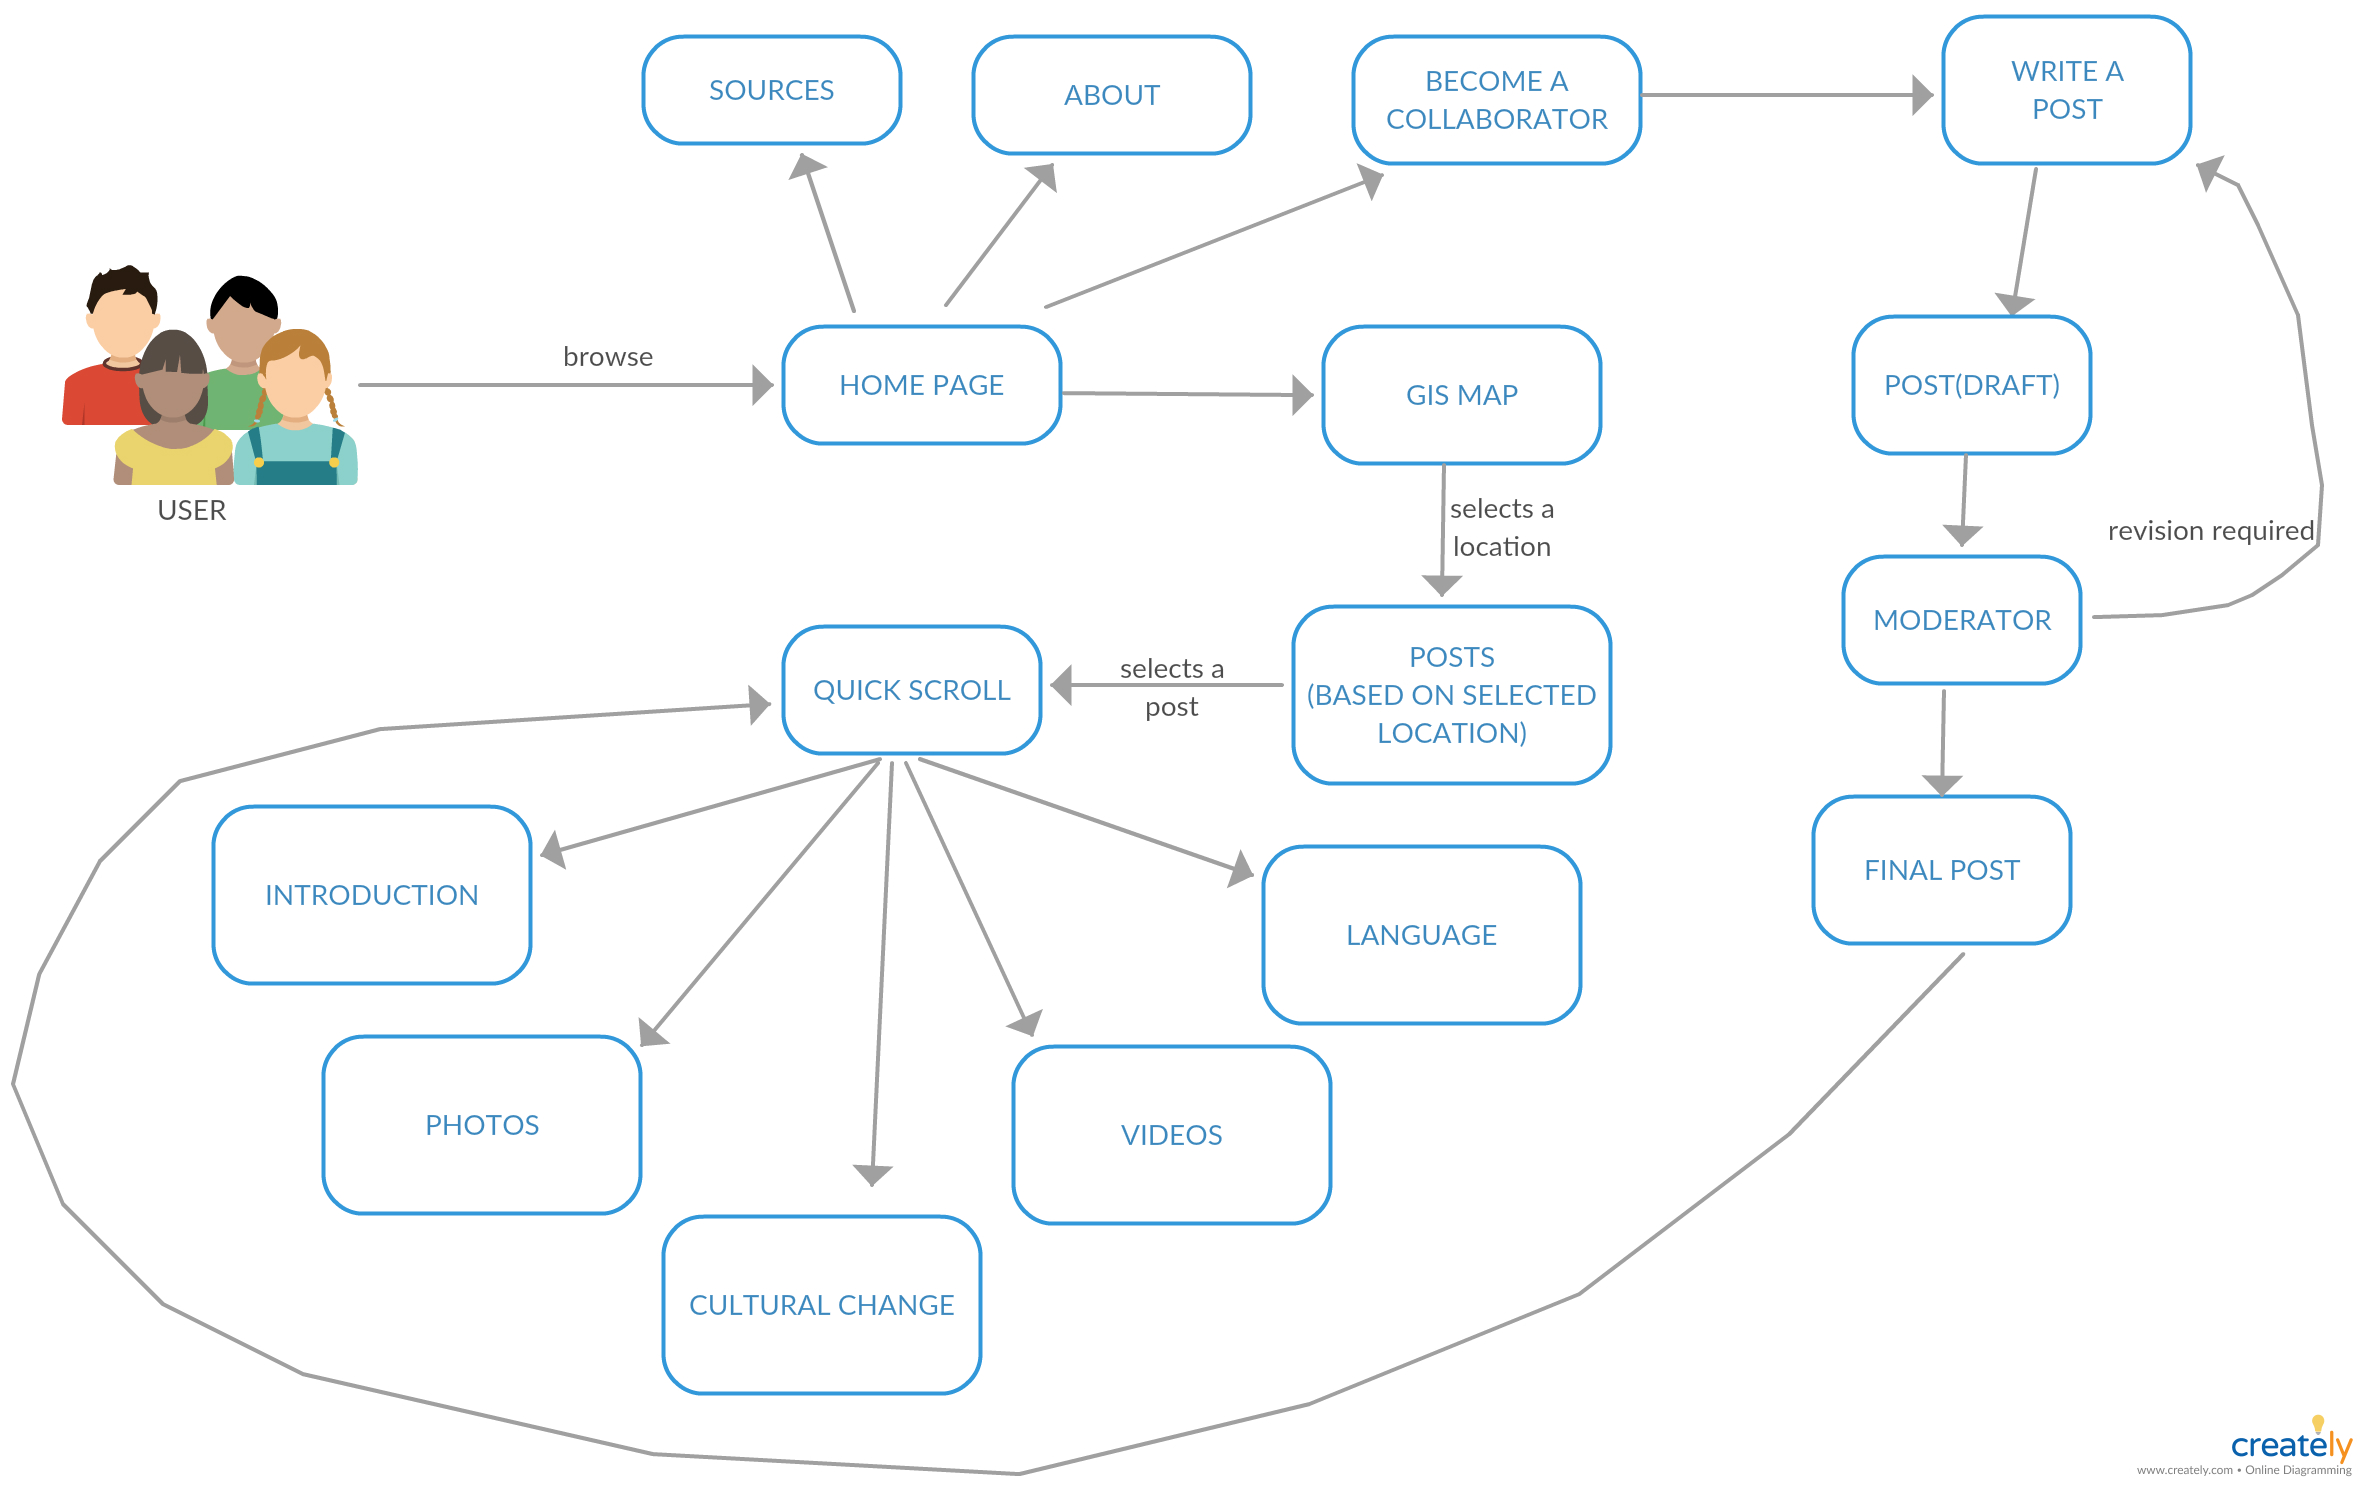 SOURCES
ABOUT
BECOME A
COLLABORATOR
WRITE A
POST
browse
HOME PAGE
GIS MAP
POST(DRAFT)
USER
selects a
location
revision required
MODERATOR
QUICK SCROLL
selects a
post
POSTS
(BASED ON SELECTED
LOCATION)
INTRODUCTION
LANGUAGE
FINAL POST
PHOTOS
VIDEOS
CULTURAL CHANGE
creately
www.creately.com • Online Diagramming